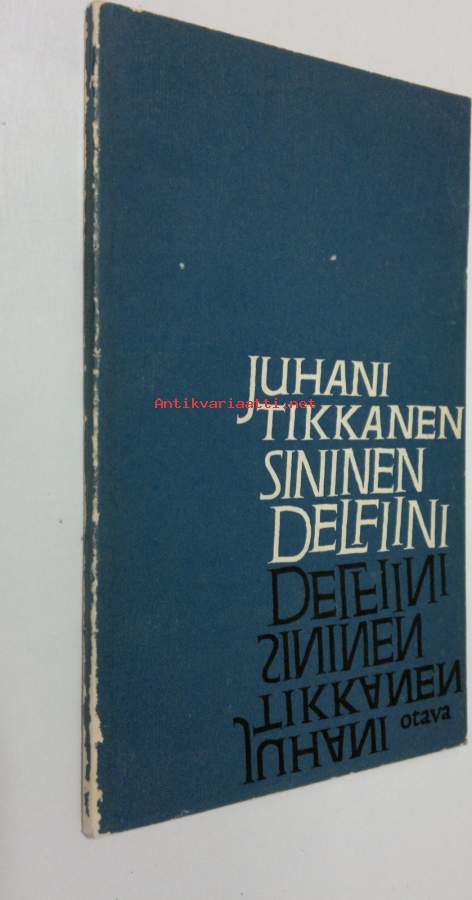 JUHANI
Antikvariaatti.net
TIKKANEN
SININEN
DELFIINI
DELFIINI
SININEN
TIKKANEN
otava
JUHANI